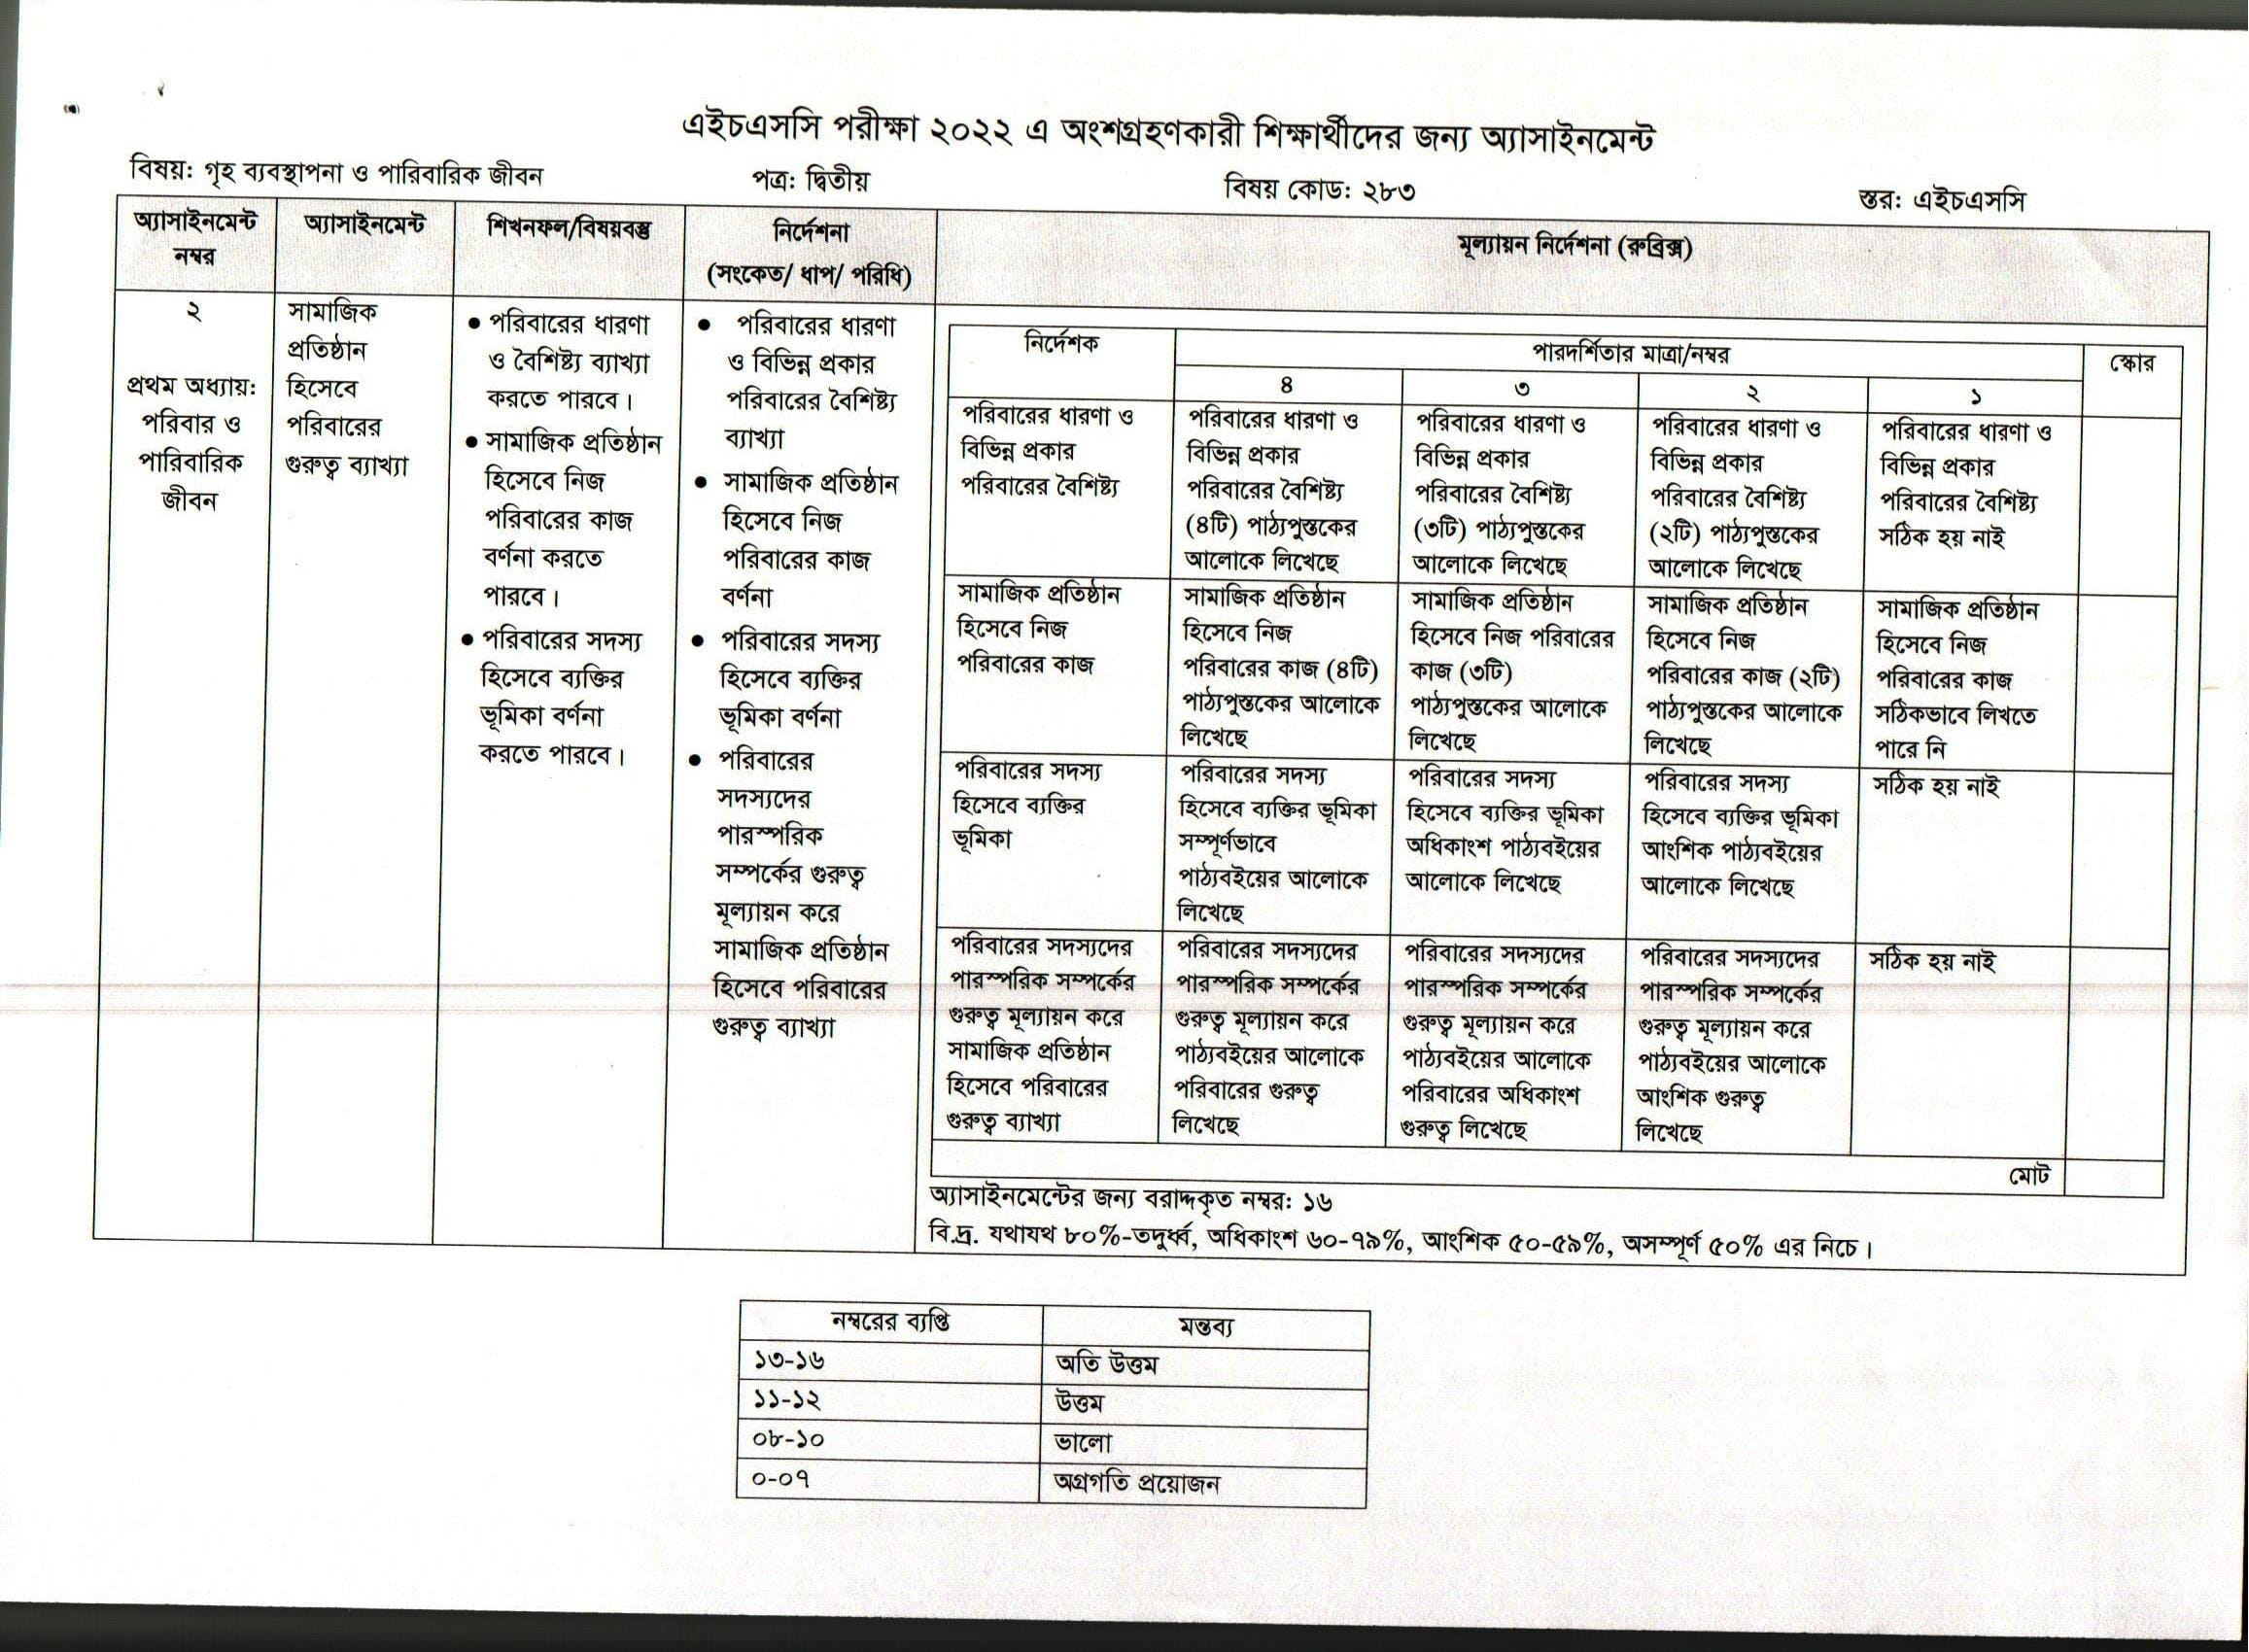 এইচএসসি পরীক্ষা ২০২২ এ অংশগ্রহণকারী শিক্ষার্থীদের জন্য অ্যাসাইনমেন্ট
বিষয়: গৃহ ব্যবস্থাপনা ও পারিবারিক জীবন
পত্র: দ্বিতীয়
বিষয় কোড: ২৮৩
স্তর: এইচএসসি
অ্যাসাইনমেন্ট
নম্বর
অ্যাসাইনমেন্ট
শিখনফল/বিষয়বস্তু
নির্দেশনা
(সংকেত/ ধাপ/ পরিধি)
মূল্যায়ন নির্দেশনা (রুব্রিক্স)
২
প্রথম অধ্যায়:
পরিবার ও
পারিবারিক
জীবন
সামাজিক
প্রতিষ্ঠান
হিসেবে
পরিবারের
গুরুত্ব ব্যাখ্যা
● পরিবারের ধারণা
ও বৈশিষ্ট্য ব্যাখ্যা
করতে পারবে।
● সামাজিক প্রতিষ্ঠান
হিসেবে নিজ
পরিবারের কাজ
বর্ণনা করতে
পারবে।
● পরিবারের সদস্য
হিসেবে ব্যক্তির
ভূমিকা বর্ণনা
করতে পারবে।
● পরিবারের ধারণা
ও বিভিন্ন প্রকার
পরিবারের বৈশিষ্ট্য
ব্যাখ্যা
● সামাজিক প্রতিষ্ঠান
হিসেবে নিজ
পরিবারের কাজ
বর্ণনা
● পরিবারের সদস্য
হিসেবে ব্যক্তির
ভূমিকা বর্ণনা
● পরিবারের
সদস্যদের
পারস্পরিক
সম্পর্কের গুরুত্ব
মূল্যায়ন করে
সামাজিক প্রতিষ্ঠান
হিসেবে পরিবারের
গুরুত্ব ব্যাখ্যা
নির্দেশক
পারদর্শিতার মাত্রা/নম্বর
স্কোর
৪
৩
২
১
পরিবারের ধারণা ও
বিভিন্ন প্রকার
পরিবারের বৈশিষ্ট্য
পরিবারের ধারণা ও
বিভিন্ন প্রকার
পরিবারের বৈশিষ্ট্য
(৪টি) পাঠ্যপুস্তকের
আলোকে লিখেছে
পরিবারের ধারণা ও
বিভিন্ন প্রকার
পরিবারের বৈশিষ্ট্য
(৩টি) পাঠ্যপুস্তকের
আলোকে লিখেছে
পরিবারের ধারণা ও
বিভিন্ন প্রকার
পরিবারের বৈশিষ্ট্য
(২টি) পাঠ্যপুস্তকের
আলোকে লিখেছে
পরিবারের ধারণা ও
বিভিন্ন প্রকার
পরিবারের বৈশিষ্ট্য
সঠিক হয় নাই
সামাজিক প্রতিষ্ঠান
হিসেবে নিজ
পরিবারের কাজ
সামাজিক প্রতিষ্ঠান
হিসেবে নিজ
পরিবারের কাজ (৪টি)
পাঠ্যপুস্তকের আলোকে
লিখেছে
সামাজিক প্রতিষ্ঠান
হিসেবে নিজ পরিবারের
কাজ (৩টি)
পাঠ্যপুস্তকের আলোকে
লিখেছে
সামাজিক প্রতিষ্ঠান
হিসেবে নিজ
পরিবারের কাজ (২টি)
পাঠ্যপুস্তকের আলোকে
লিখেছে
সামাজিক প্রতিষ্ঠান
হিসেবে নিজ
পরিবারের কাজ
সঠিকভাবে লিখতে
পারে নি
পরিবারের সদস্য
হিসেবে ব্যক্তির
ভূমিকা
পরিবারের সদস্য
হিসেবে ব্যক্তির ভূমিকা
সম্পূর্ণভাবে
পাঠ্যবইয়ের আলোকে
লিখেছে
পরিবারের সদস্য
হিসেবে ব্যক্তির ভূমিকা
অধিকাংশ পাঠ্যবইয়ের
আলোকে লিখেছে
পরিবারের সদস্য
হিসেবে ব্যক্তির ভূমিকা
আংশিক পাঠ্যবইয়ের
আলোকে লিখেছে
সঠিক হয় নাই
পরিবারের সদস্যদের
পারস্পরিক সম্পর্কের
গুরুত্ব মূল্যায়ন করে
সামাজিক প্রতিষ্ঠান
হিসেবে পরিবারের
গুরুত্ব ব্যাখ্যা
পরিবারের সদস্যদের
পারস্পরিক সম্পর্কের
গুরুত্ব মূল্যায়ন করে
পাঠ্যবইয়ের আলোকে
পরিবারের গুরুত্ব
লিখেছে
পরিবারের সদস্যদের
পারস্পরিক সম্পর্কের
গুরুত্ব মূল্যায়ন করে
পাঠ্যবইয়ের আলোকে
পরিবারের অধিকাংশ
গুরুত্ব লিখেছে
পরিবারের সদস্যদের
পারস্পরিক সম্পর্কের
গুরুত্ব মূল্যায়ন করে
পাঠ্যবইয়ের আলোকে
আংশিক গুরুত্ব
লিখেছে
সঠিক হয় নাই
মোট
অ্যাসাইনমেন্টের জন্য বরাদ্দকৃত নম্বর: ১৬
বি.দ্র. যথাযথ ৮০%-তদুর্ধ্ব, অধিকাংশ ৬০-৭৯%, আংশিক ৫০-৫৯%, অসম্পূর্ণ ৫০% এর নিচে।
নম্বরের ব্যপ্তি
মন্তব্য
১৩-১৬
অতি উত্তম
১১-১২
উত্তম
০৮-১০
ভালো
০-০৭
অগ্রগতি প্রয়োজন